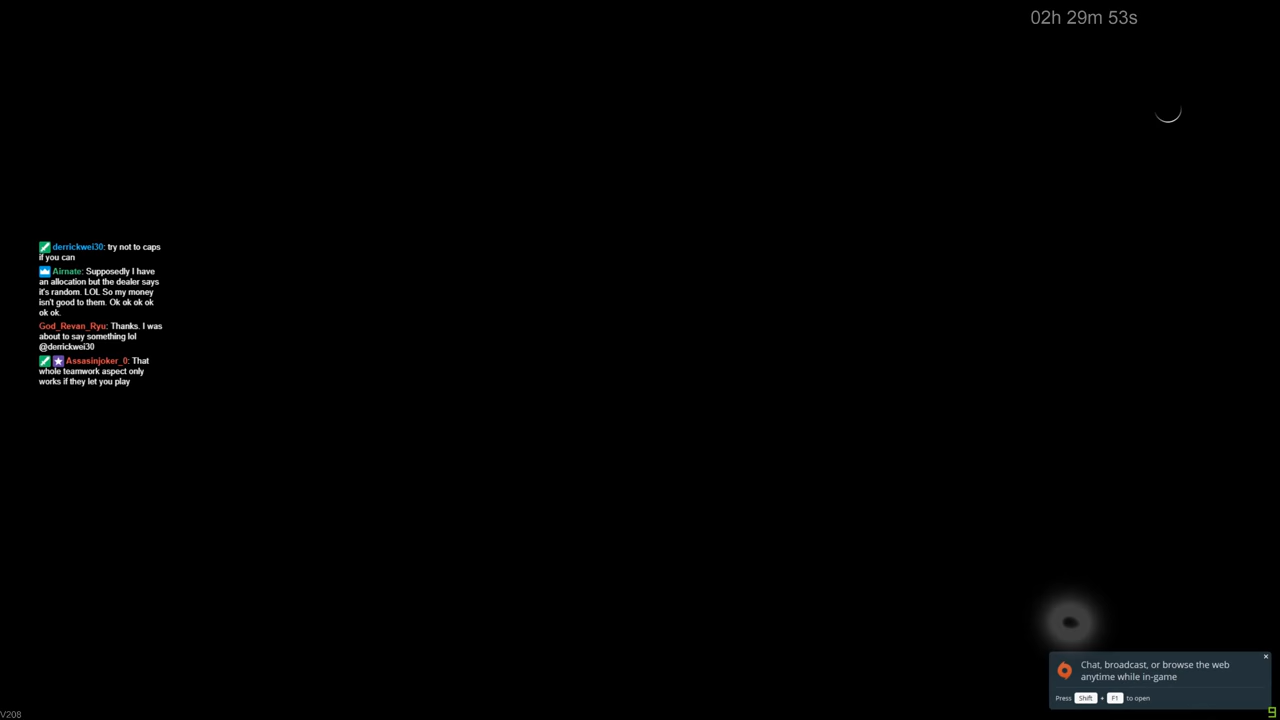 02h 29m 53s
derrickwei30: try not to caps
if you can
Airnate: Supposedly I have
an allocation but the dealer says
it's random. LOL So my money
isn't good to them. Ok ok ok ok
ok ok.
God_Revan_Ryu: Thanks. I was
about to say something lol
@derrickwei30
Assasinjoker_0: That
whole teamwork aspect only
works if they let you play
Chat, broadcast, or browse the web
anytime while in-game
Press Shift + F1 to open
V208
9